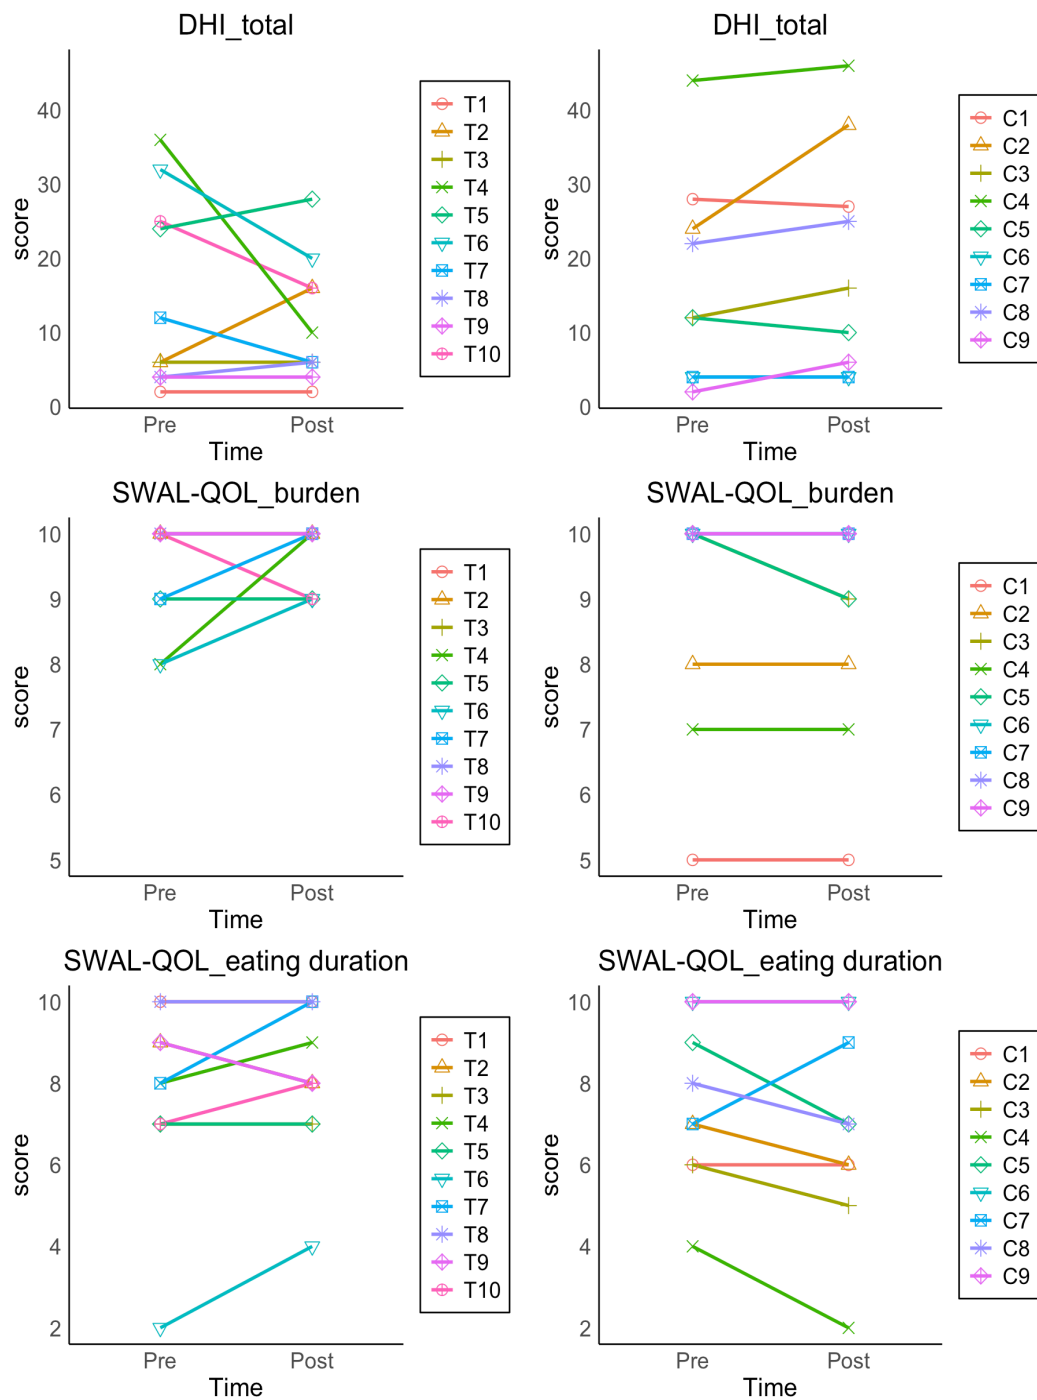 DHI_total
score
40
30
20
10
0
Pre
Post
Time
T1
T2
T3
T4
T5
T6
T7
T8
T9
T10
DHI_total
score
40
30
20
10
0
Pre
Post
Time
C1
C2
C3
C4
C5
C6
C7
C8
C9
SWAL-QOL_burden
score
10
9
8
7
6
5
Pre
Post
Time
T1
T2
T3
T4
T5
T6
T7
T8
T9
T10
SWAL-QOL_burden
score
10
9
8
7
6
5
Pre
Post
Time
C1
C2
C3
C4
C5
C6
C7
C8
C9
SWAL-QOL_eating duration
score
10
8
6
4
2
Pre
Post
Time
T1
T2
T3
T4
T5
T6
T7
T8
T9
T10
SWAL-QOL_eating duration
score
10
8
6
4
2
Pre
Post
Time
C1
C2
C3
C4
C5
C6
C7
C8
C9